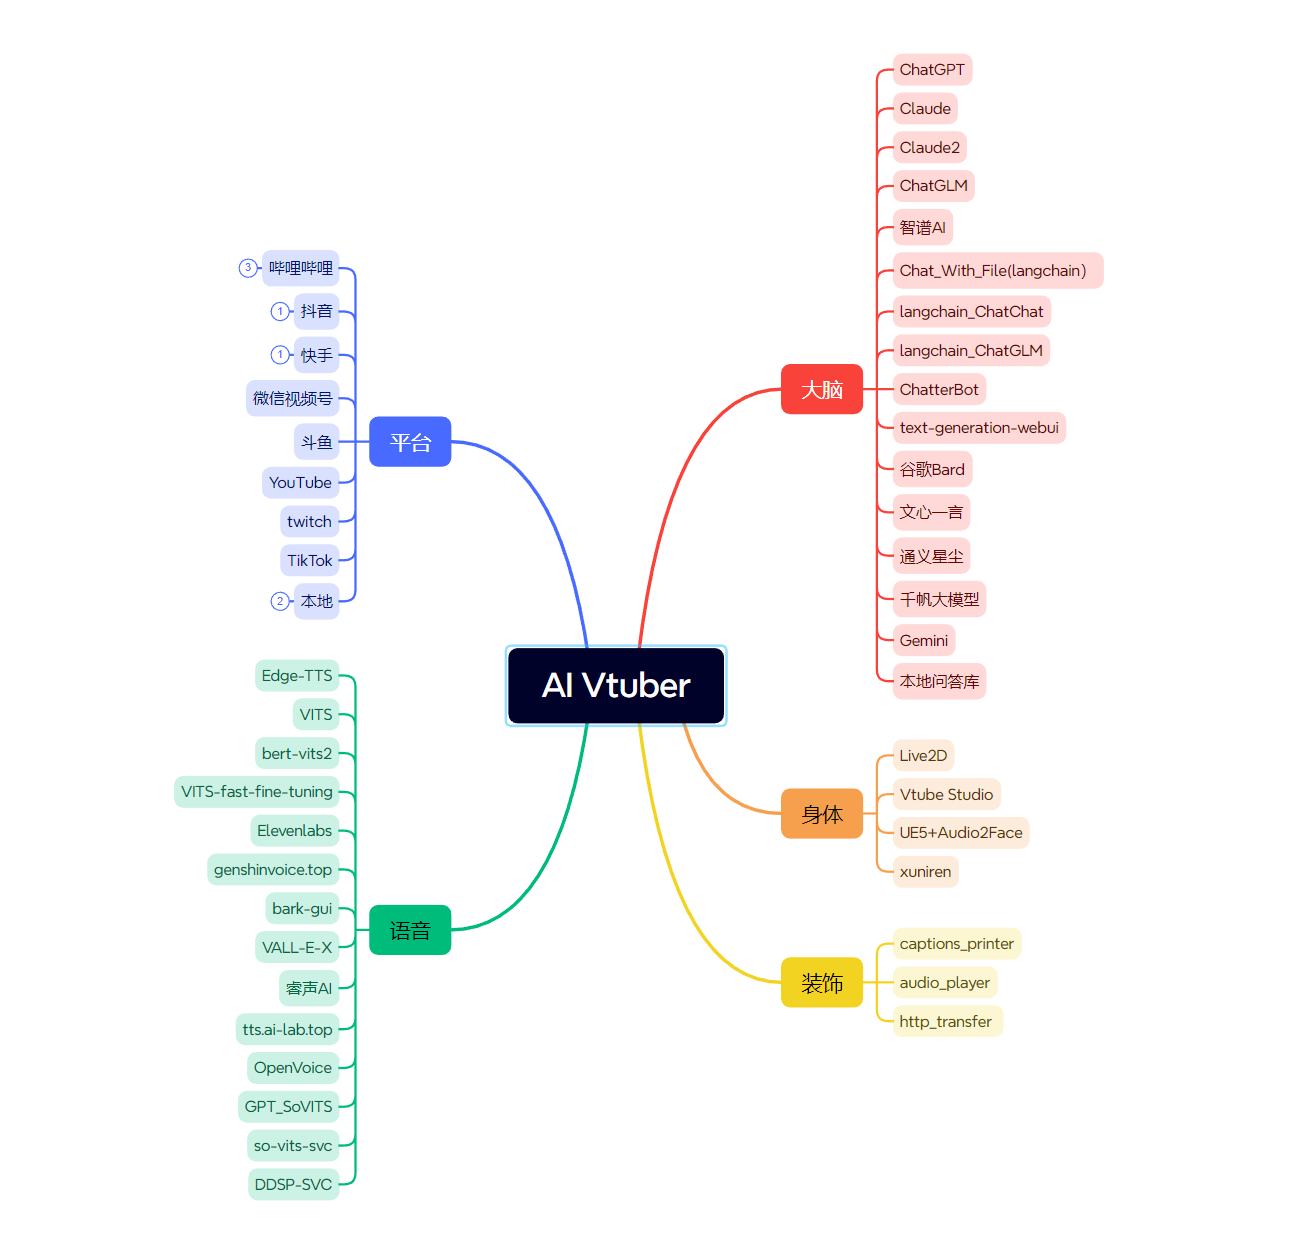 AI Vtuber
平台
3
哔哩哔哩
1
抖音
1
快手
微信视频号
斗鱼
YouTube
twitch
TikTok
2
本地
语音
Edge-TTS
VITS
bert-vits2
VITS-fast-fine-tuning
Elevenlabs
genshinvoice.top
bark-gui
VALL-E-X
睿声AI
tts.ai-lab.top
OpenVoice
GPT_SoVITS
so-vits-svc
DDSP-SVC
大脑
ChatGPT
Claude
Claude2
ChatGLM
智谱AI
Chat_With_File(langchain）
langchain_ChatChat
langchain_ChatGLM
ChatterBot
text-generation-webui
谷歌Bard
文心一言
通义星尘
千帆大模型
Gemini
本地问答库
身体
Live2D
Vtube Studio
UE5+Audio2Face
xuniren
装饰
captions_printer
audio_player
http_transfer